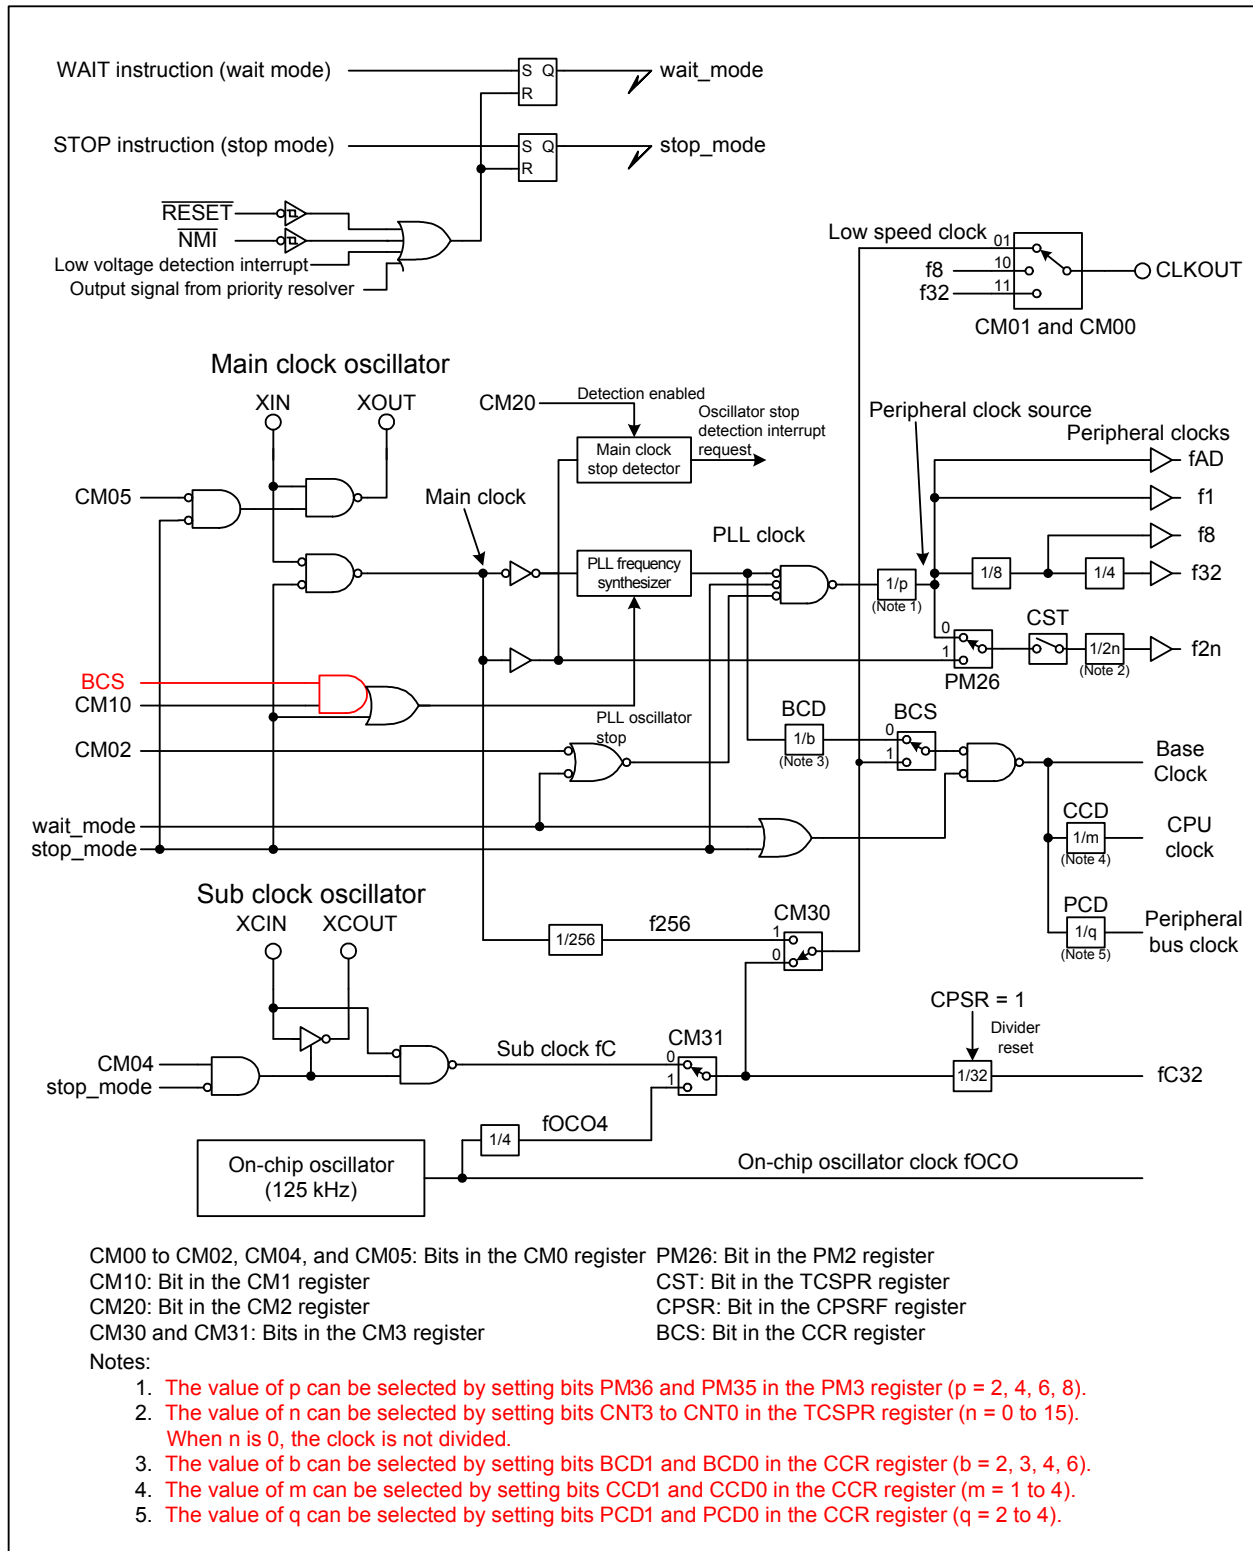 WAIT instruction (wait mode)
S Q
R
wait_mode
STOP instruction (stop mode)
S Q
R
stop_mode
RESET
NMI
Low voltage detection interrupt
Output signal from priority resolver
Low speed clock
01
10
11
f8
f32
CLKOUT
CM01 and CM00
Main clock oscillator
XIN
XOUT
CM20
Detection enabled
Oscillator stop
detection interrupt
request
Main clock
stop detector
Peripheral clock source
Peripheral clocks
fAD
f1
f8
f32
f2n
CM05
Main clock
PLL clock
PLL frequency
synthesizer
1/p
(Note 1)
1/8
1/4
CST
0
1
PM26
1/2n
(Note 2)
BCS
CM10
PLL oscillator
stop
CM02
BCD
1/b
(Note 3)
BCS
0
1
Base
Clock
CCD
1/m
(Note 4)
CPU
clock
PCD
1/q
(Note 5)
Peripheral
bus clock
wait_mode
stop_mode
Sub clock oscillator
XCIN
XCOUT
1/256
f256
CM30
1
0
CPSR = 1
Divider
reset
CM04
stop_mode
Sub clock fC
CM31
0
1
1/32
fC32
fOCO4
1/4
On-chip oscillator
(125 kHz)
On-chip oscillator clock fOCO
CM00 to CM02, CM04, and CM05: Bits in the CM0 register
PM26: Bit in the PM2 register
CM10: Bit in the CM1 register
CST: Bit in the TCSPR register
CM20: Bit in the CM2 register
CPSR: Bit in the CPSRF register
CM30 and CM31: Bits in the CM3 register
BCS: Bit in the CCR register
Notes:
1. The value of p can be selected by setting bits PM36 and PM35 in the PM3 register (p = 2, 4, 6, 8).
2. The value of n can be selected by setting bits CNT3 to CNT0 in the TCSPR register (n = 0 to 15).
When n is 0, the clock is not divided.
3. The value of b can be selected by setting bits BCD1 and BCD0 in the CCR register (b = 2, 3, 4, 6).
4. The value of m can be selected by setting bits CCD1 and CCD0 in the CCR register (m = 1 to 4).
5. The value of q can be selected by setting bits PCD1 and PCD0 in the CCR register (q = 2 to 4).